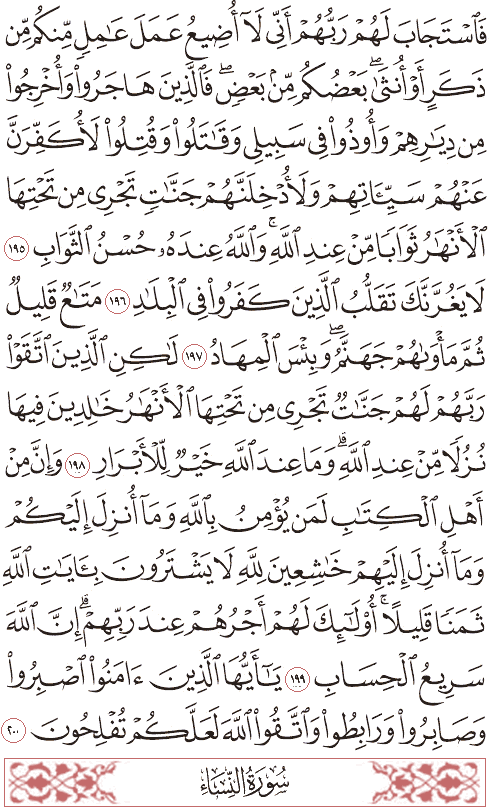 فَٱسْتَجَابَ لَهُمْ رَبُّهُمْ أَنِّى لَآ أُضِيعُ عَمَلَ عَٰمِلٍ مِّنكُم مِّن
ذَكَرٍ أَوْ أُنثَىٰ ۖ بَعْضُكُم مِّنۢ بَعْضٍ ۖ فَٱلَّذِينَ هَاجَرُوا۟ وَأُخْرِجُوا۟
مِن دِيَٰرِهِمْ وَأُوذُوا۟ فِى سَبِيلِى وَقَٰتَلُوا۟ وَقُتِلُوا۟ لَأُكَفِّرَنَّ
عَنْهُمْ سَيِّـَٔاتِهِمْ وَلَأُدْخِلَنَّهُمْ جَنَّٰتٍ تَجْرِى مِن تَحْتِهَا
ٱلْأَنْهَٰرُ ثَوَابًا مِّنْ عِندِ ٱللَّهِ ۗ وَٱللَّهُ عِندَهُۥ حُسْنُ ٱلثَّوَابِ ١٩٥
لَا يَغُرَّنَّكَ تَقَلُّبُ ٱلَّذِينَ كَفَرُوا۟ فِى ٱلْبِلَٰدِ ١٩٦ مَتَٰعٌ قَلِيلٌ
ثُمَّ مَأْوَىٰهُمْ جَهَنَّمُ ۚ وَبِئْسَ ٱلْمِهَادُ ١٩٧ لَٰكِنِ ٱلَّذِينَ ٱتَّقَوْا۟
رَبَّهُمْ لَهُمْ جَنَّٰتٌ تَجْرِى مِن تَحْتِهَا ٱلْأَنْهَٰرُ خَٰلِدِينَ فِيهَا
نُزُلًا مِّنْ عِندِ ٱللَّهِ ۗ وَمَا عِندَ ٱللَّهِ خَيْرٌ لِّلْأَبْرَارِ ١٩٨ وَإِنَّ مِنْ
أَهْلِ ٱلْكِتَٰبِ لَمَن يُؤْمِنُ بِٱللَّهِ وَمَآ أُنزِلَ إِلَيْكُمْ
وَمَآ أُنزِلَ إِلَيْهِمْ خَٰشِعِينَ لِلَّهِ لَا يَشْتَرُونَ بِـَٔايَٰتِ ٱللَّهِ
ثَمَنًا قَلِيلًا ۗ أُو۟لَٰٓئِكَ لَهُمْ أَجْرُهُمْ عِندَ رَبِّهِمْ ۗ إِنَّ ٱللَّهَ
سَرِيعُ ٱلْحِسَابِ ١٩٩ يَٰٓأَيُّهَا ٱلَّذِينَ ءَامَنُوا۟ ٱصْبِرُوا۟
وَصَابِرُوا۟ وَرَابِطُوا۟ وَٱتَّقُوا۟ ٱللَّهَ لَعَلَّكُمْ تُفْلِحُونَ ٢٠٠
سُورَةُ النِّسَاءِ